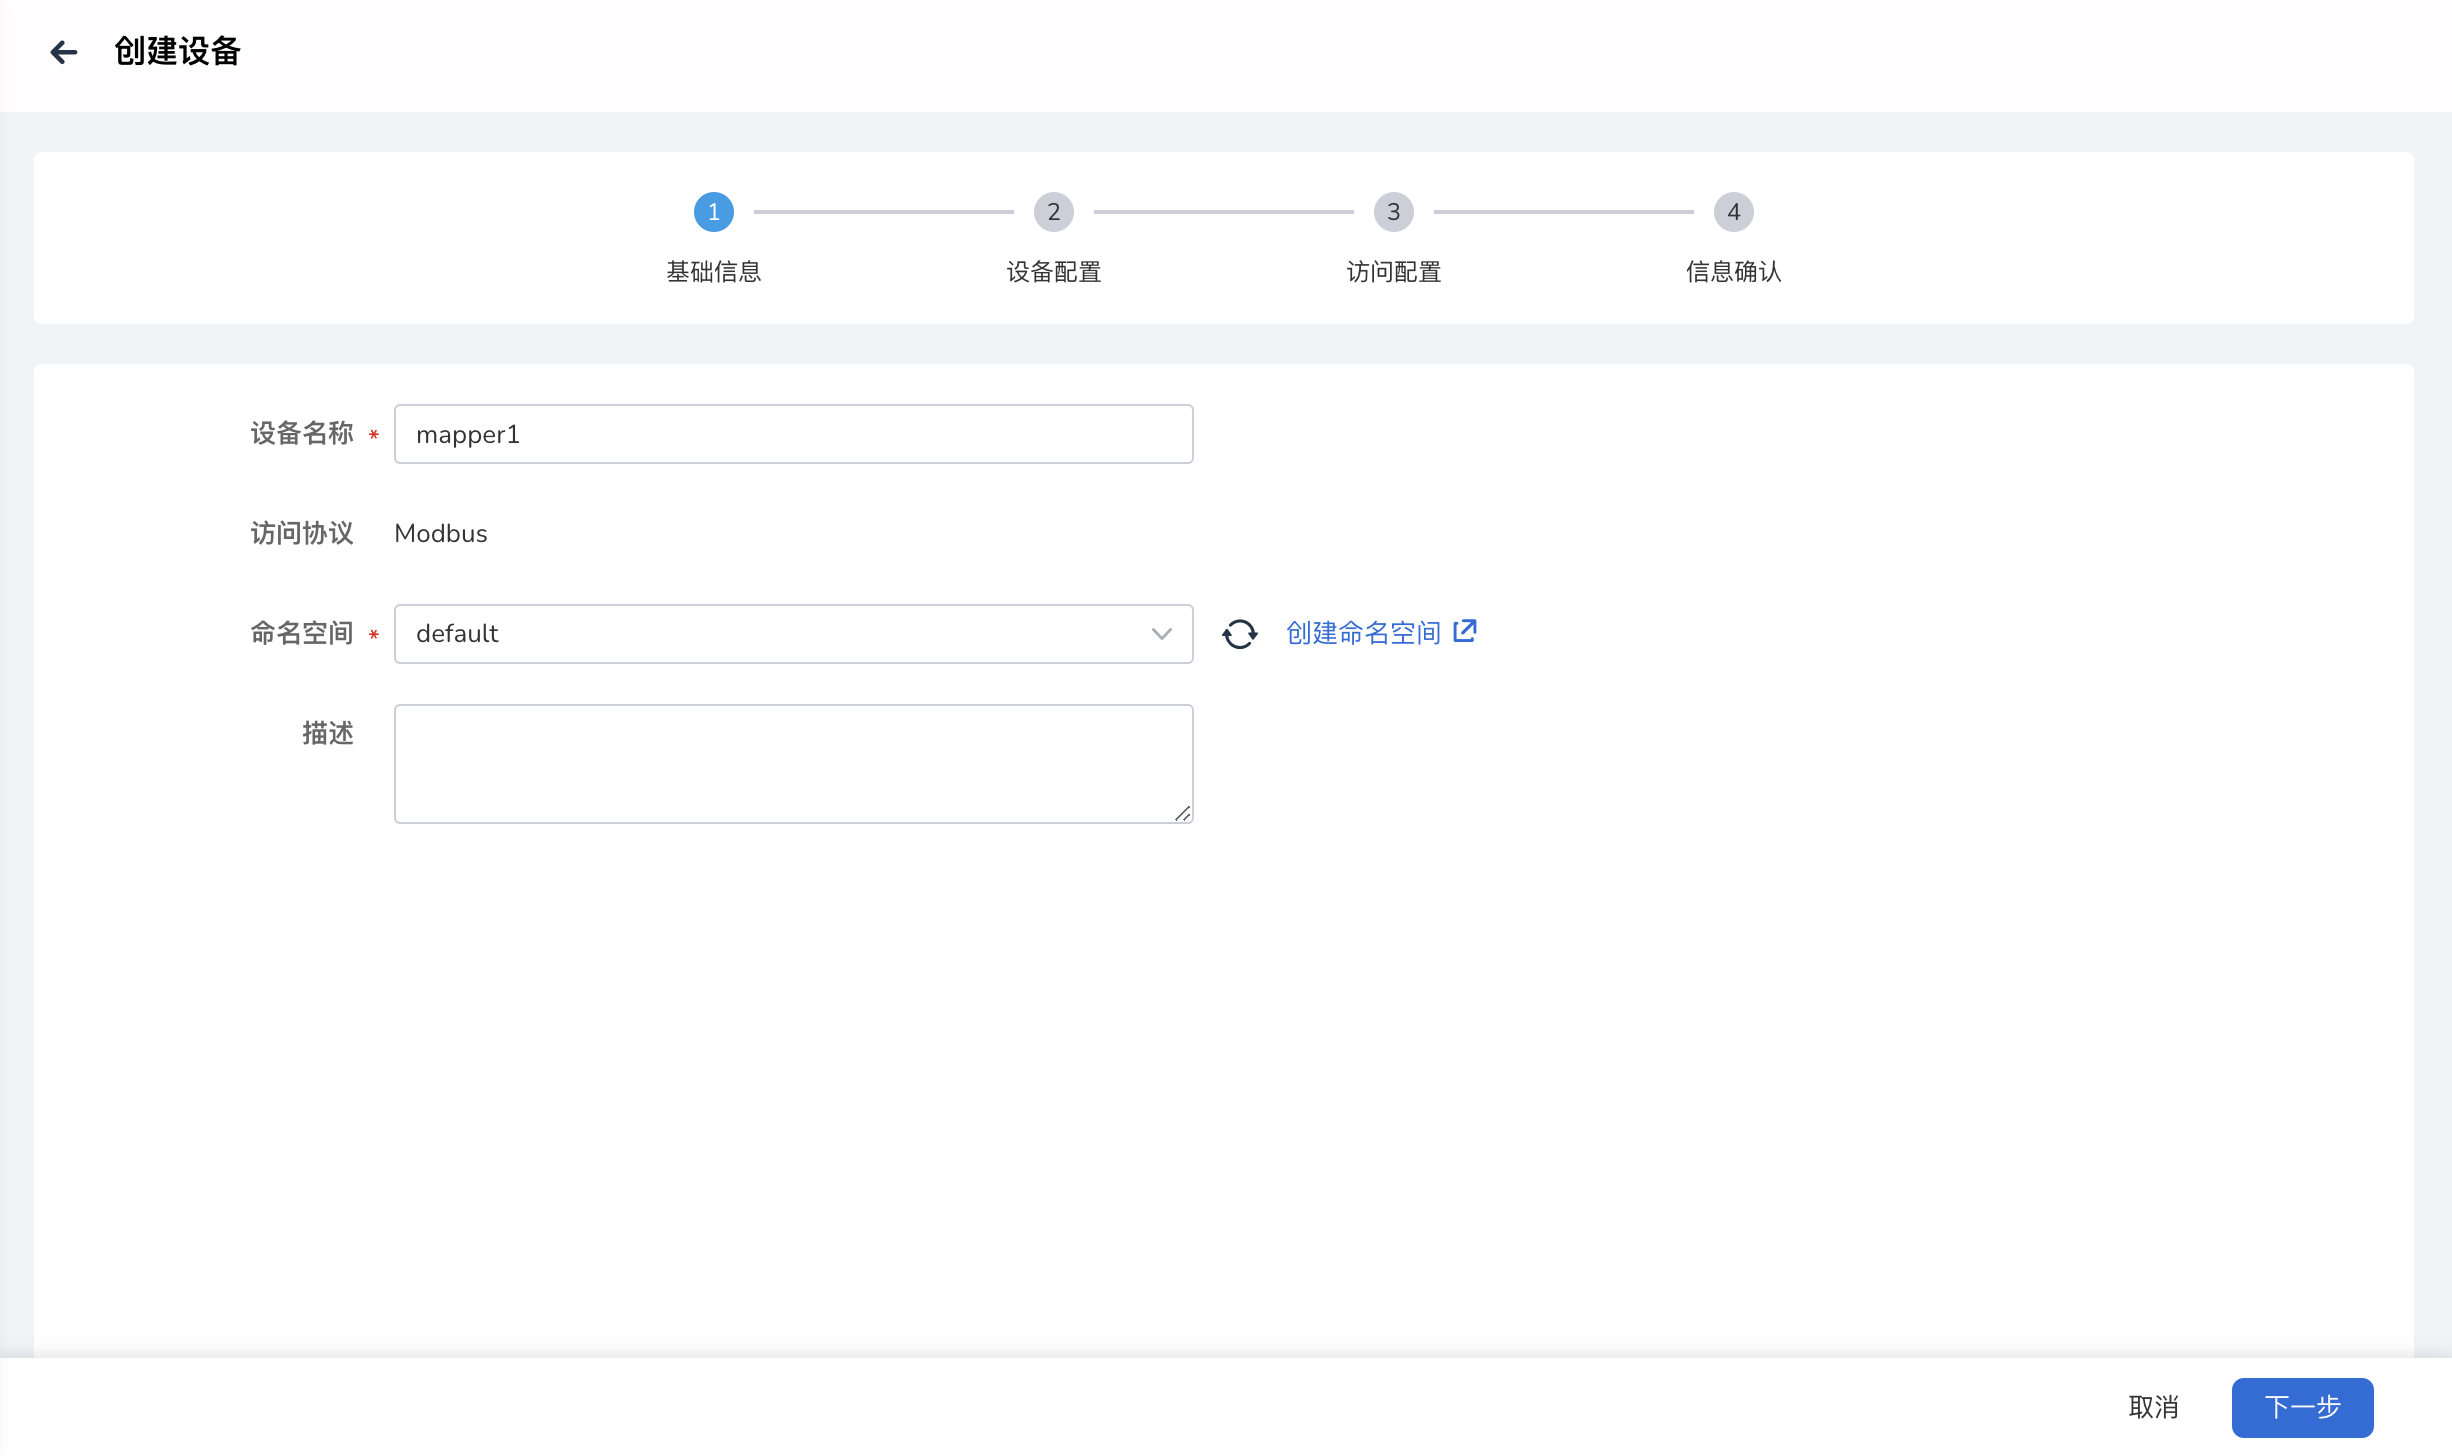 创建设备
1 2 3 4
基础信息 设备配置 访问配置 信息确认
设备名称 * mapper1
访问协议 Modbus
命名空间 * default 创建命名空间
描述
取消 下一步